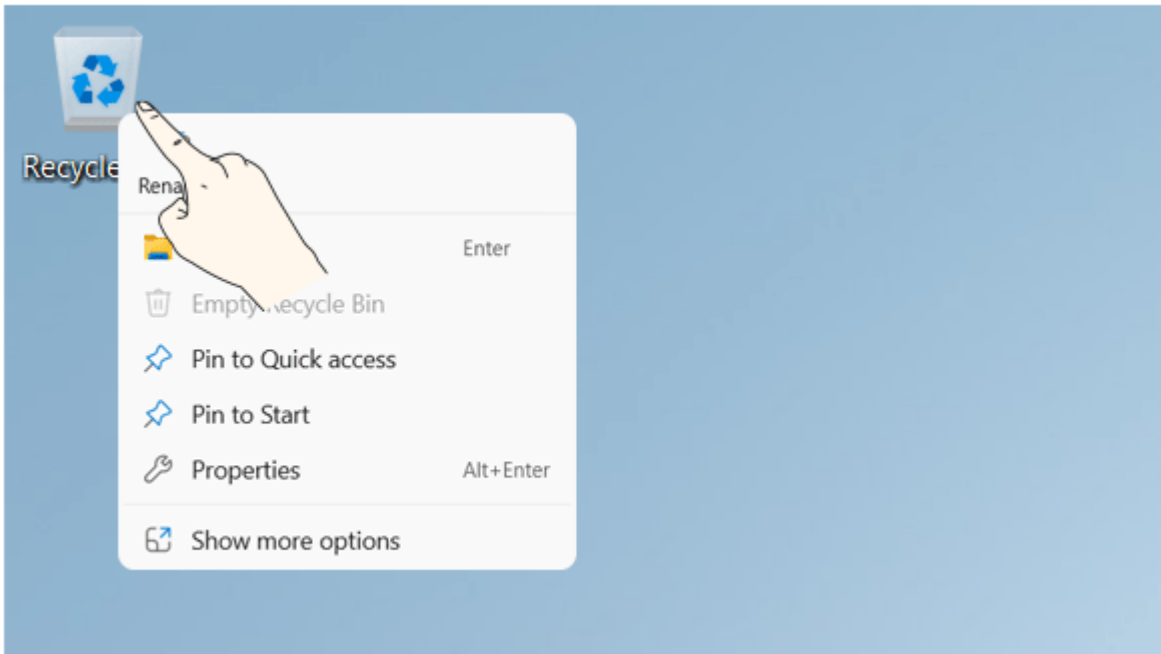 Recycle
Rena
Enter
Empty Recycle Bin
Pin to Quick access
Pin to Start
Properties Alt+Enter
Show more options